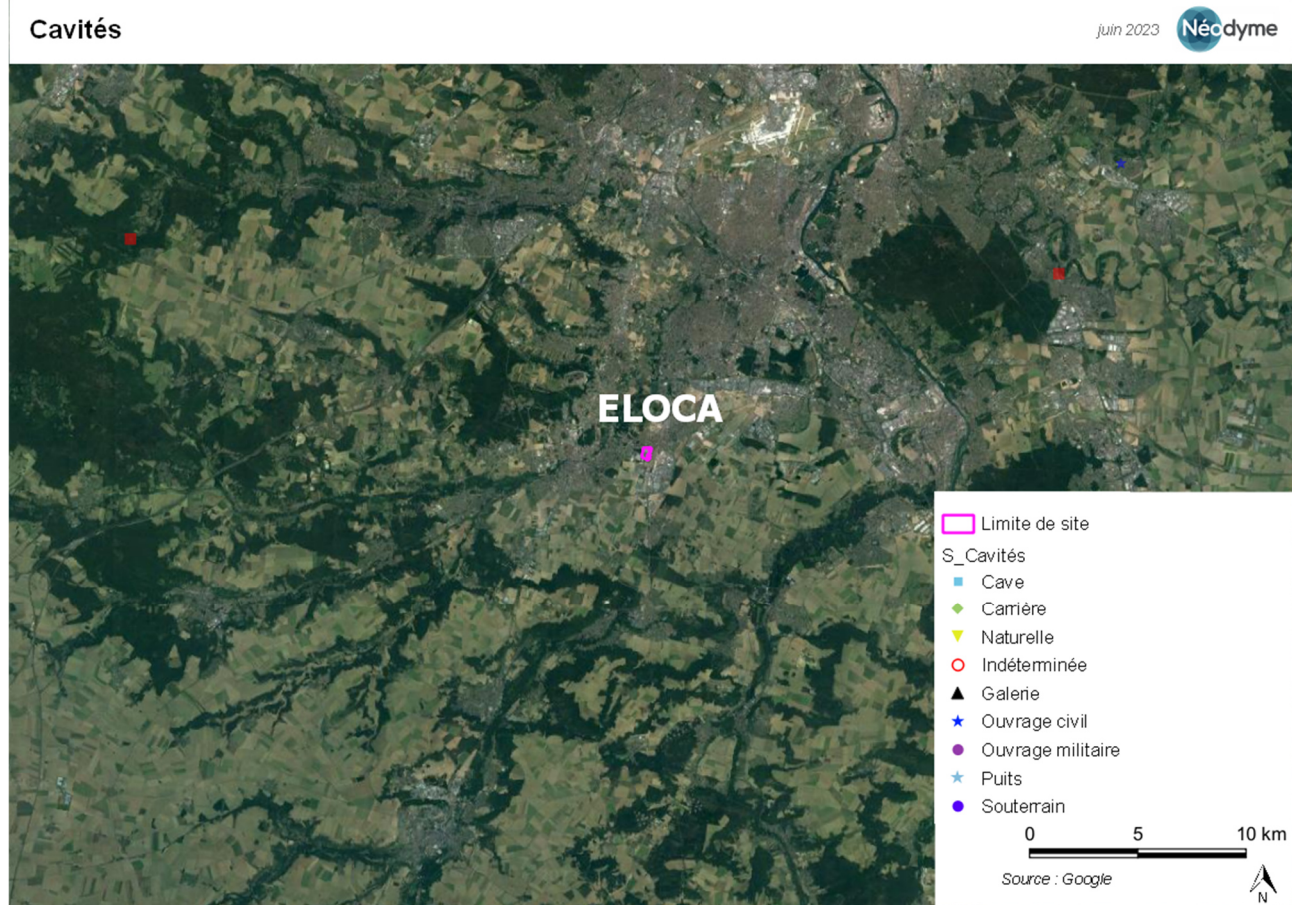 Cavités
juin 2023
Néodyme
ELOCA
Limite de site
S_Cavités
Cave
Carrière
Naturelle
Indéterminée
Galerie
Ouvrage civil
Ouvrage militaire
Puits
Souterrain
0 5 10 km
Source : Google
N